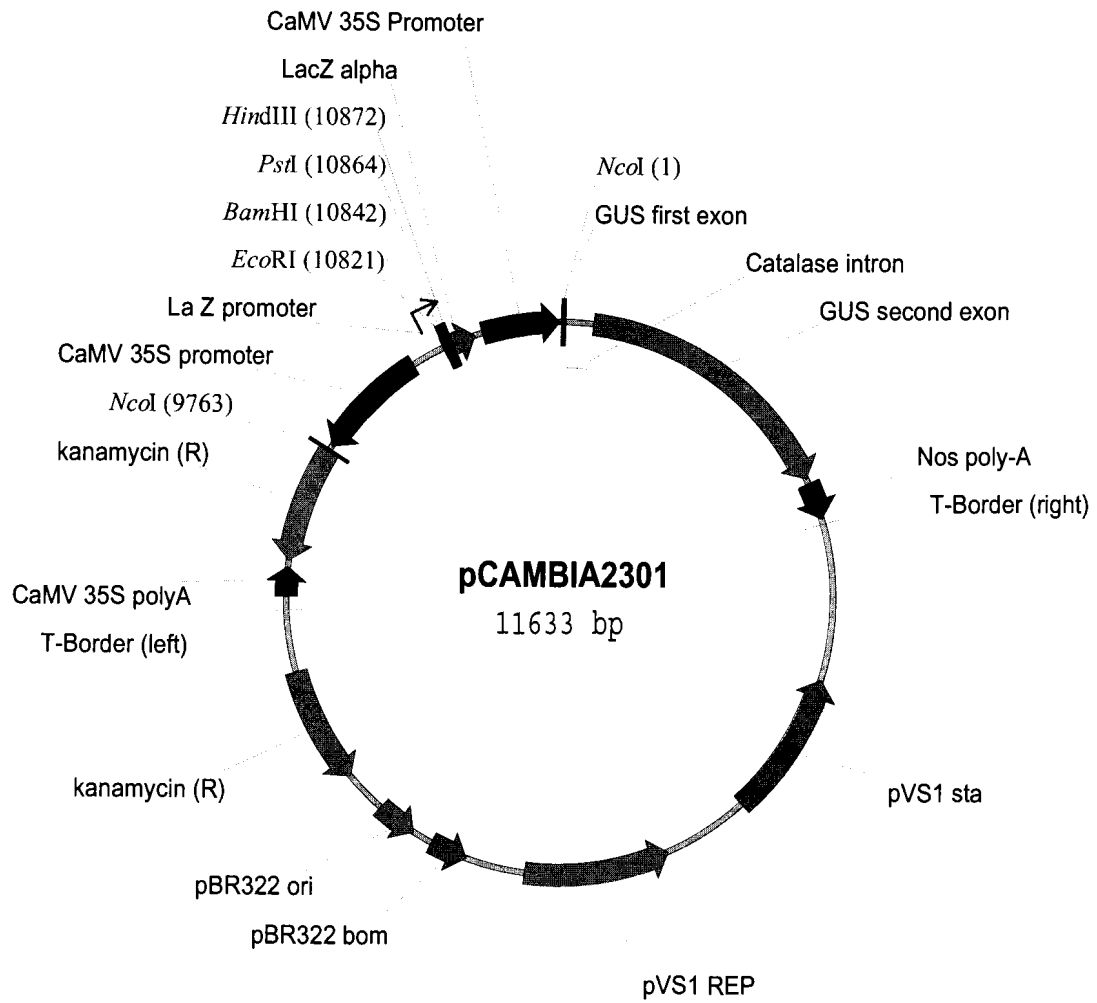 CaMV 35S Promoter
LacZ alpha
HindIII (10872)
PstI (10864)
BamHI (10842)
EcoRI (10821)
La Z promoter
CaMV 35S promoter
NcoI (9763)
kanamycin (R)
NcoI (1)
GUS first exon
Catalase intron
GUS second exon
Nos poly-A
T-Border (right)
pCAMBIA2301
11633 bp
CaMV 35S polyA
T-Border (left)
kanamycin (R)
pBR322 ori
pBR322 bom
pVS1 sta
pVS1 REP